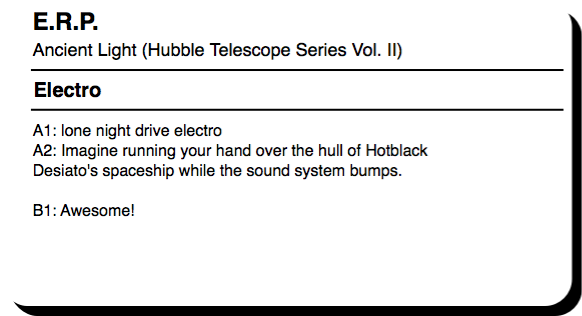 E.R.P.
Ancient Light (Hubble Telescope Series Vol. II)
Electro
A1: lone night drive electro
A2: Imagine running your hand over the hull of Hotblack
Desiato's spaceship while the sound system bumps.
B1: Awesome!